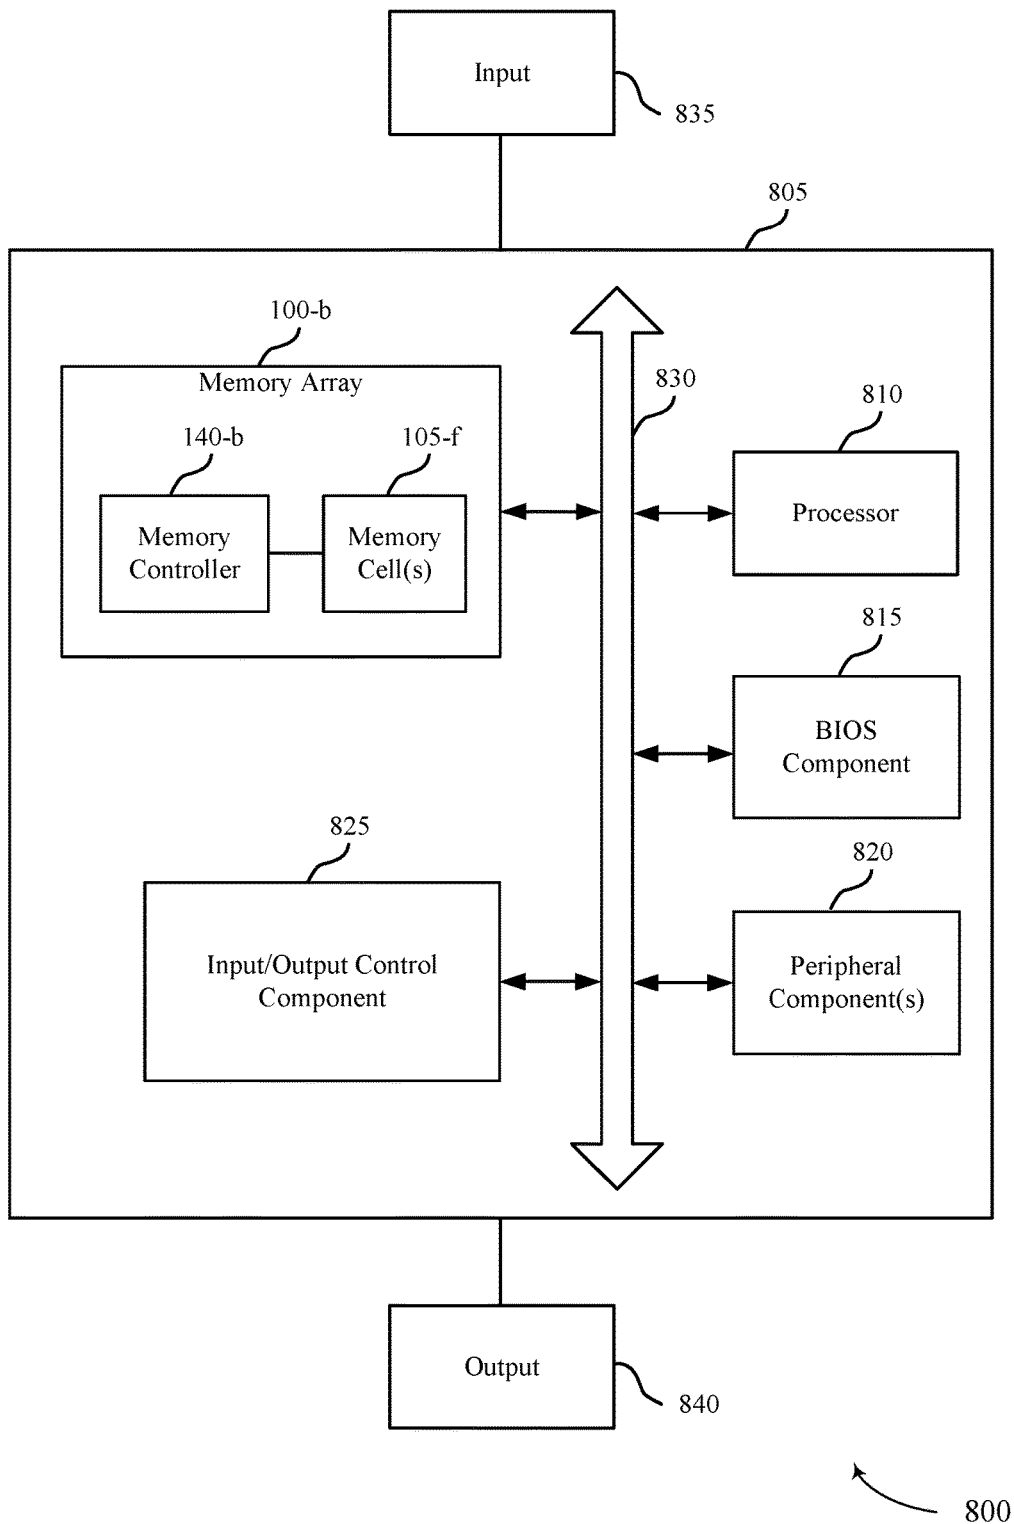 Input
835
805
100-b
Memory Array
830
810
140-b
105-f
Memory
Controller
Memory
Cell(s)
Processor
815
BIOS
Component
825
820
Input/Output Control
Component
Peripheral
Component(s)
Output
840
800